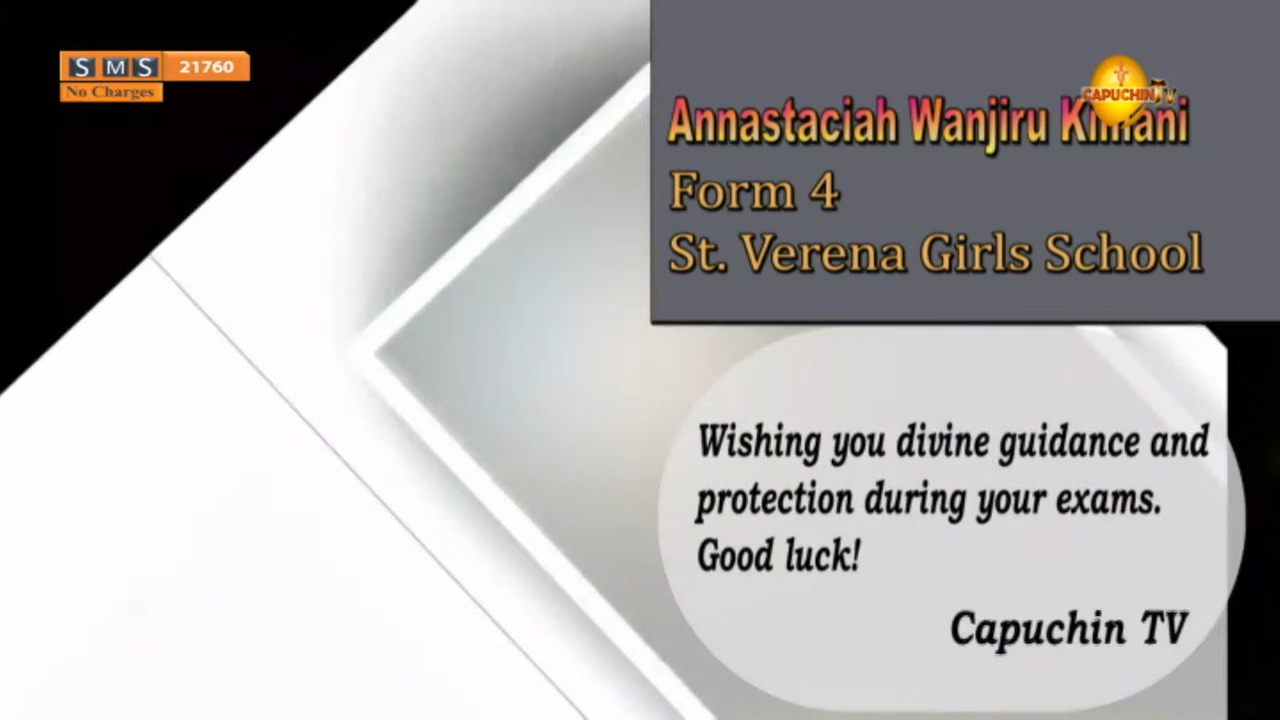 SMS 21760
No Charges
CAPUCHIN TV
Annastaciah Wanjiru Kimani
Form 4
St. Verena Girls School
Wishing you divine guidance and
protection during your exams.
Good luck!
Capuchin TV